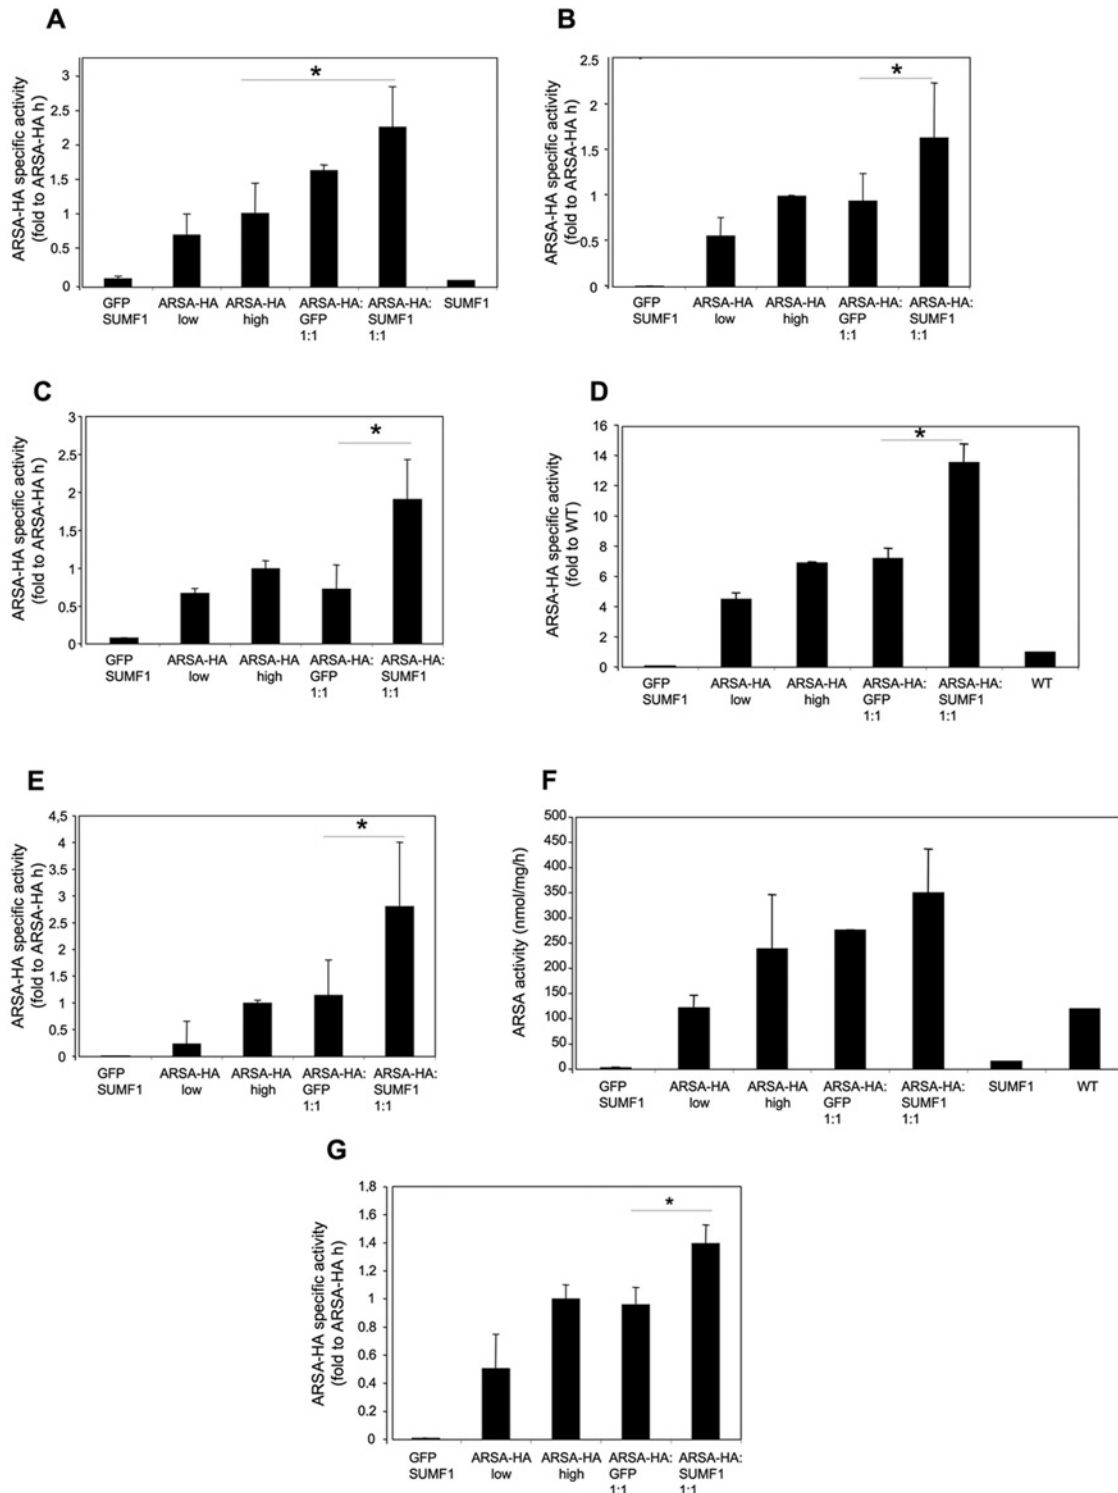 A
ARSA-HA specific activity
(fold to ARSA-HA h)
3
2.5
2
1.5
1
0.5
0
*
GFP SUMF1
ARSA-HA low
ARSA-HA high
ARSA-HA: GFP 1:1
ARSA-HA: SUMF1 1:1
SUMF1
B
ARSA-HA specific activity
(fold to ARSA-HA h)
2.5
2
1.5
1
0.5
0
*
GFP SUMF1
ARSA-HA low
ARSA-HA high
ARSA-HA: GFP 1:1
ARSA-HA: SUMF1 1:1
C
ARSA-HA specific activity
(fold to ARSA-HA h)
3
2.5
2
1.5
1
0.5
0
*
GFP SUMF1
ARSA-HA low
ARSA-HA high
ARSA-HA: GFP 1:1
ARSA-HA: SUMF1 1:1
D
ARSA-HA specific activity
(fold to WT)
16
14
12
10
8
6
4
2
0
*
GFP SUMF1
ARSA-HA low
ARSA-HA high
ARSA-HA: GFP 1:1
ARSA-HA: SUMF1 1:1
WT
E
ARSA-HA specific activity
(fold to ARSA-HA h)
4,5
4
3.5
3
2.5
2
1.5
1
0.5
0
*
GFP SUMF1
ARSA-HA low
ARSA-HA high
ARSA-HA: GFP 1:1
ARSA-HA: SUMF1 1:1
F
ARSA activity (nmol/mg/h)
500
450
400
350
300
250
200
150
100
50
0
GFP SUMF1
ARSA-HA low
ARSA-HA high
ARSA-HA: GFP 1:1
ARSA-HA: SUMF1 1:1
SUMF1
WT
G
ARSA-HA specific activity
(fold to ARSA-HA h)
1,8
1.6
1.4
1.2
1
0.8
0.6
0.4
0.2
0
*
GFP SUMF1
ARSA-HA low
ARSA-HA high
ARSA-HA: GFP 1:1
ARSA-HA: SUMF1 1:1